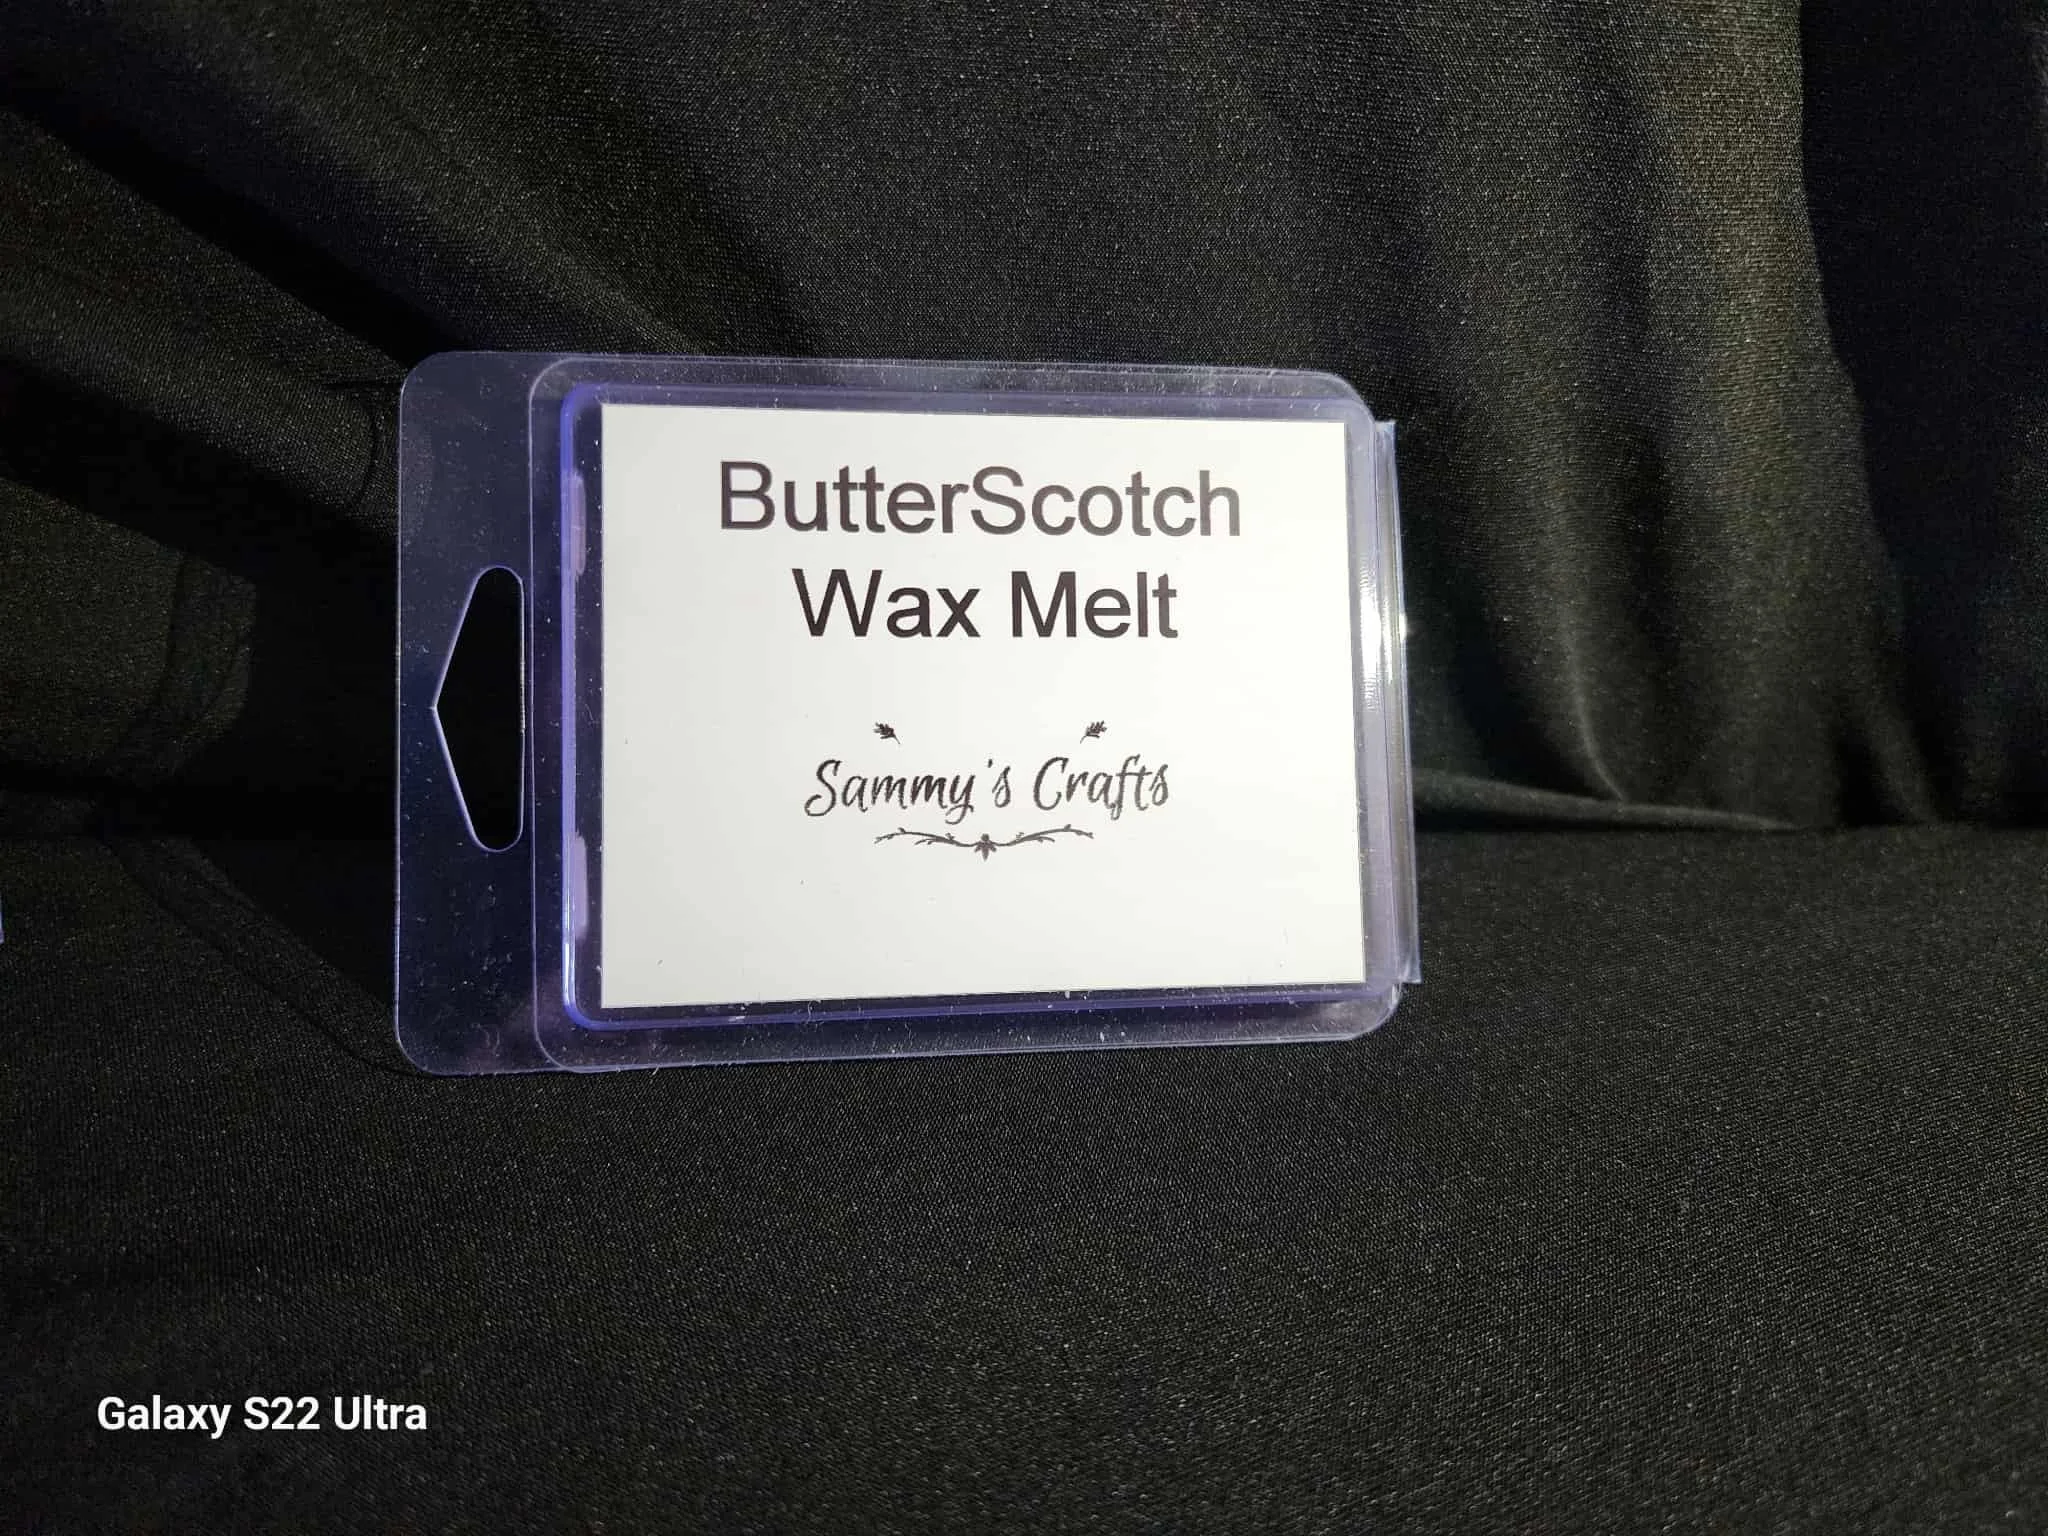 ButterScotch
Wax Melt
Sammy's Crafts
Galaxy S22 Ultra